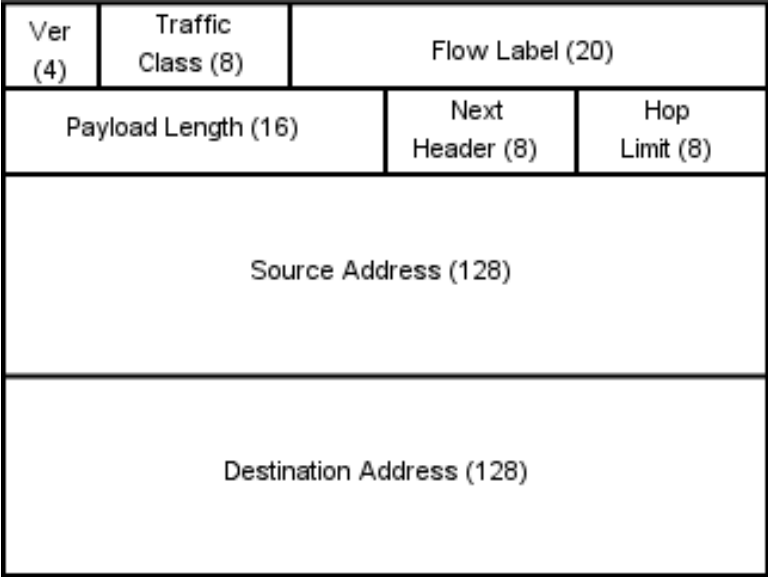 Ver
(4)
Traffic
Class (8)
Flow Label (20)
Payload Length (16)
Next
Header (8)
Hop
Limit (8)
Source Address (128)
Destination Address (128)